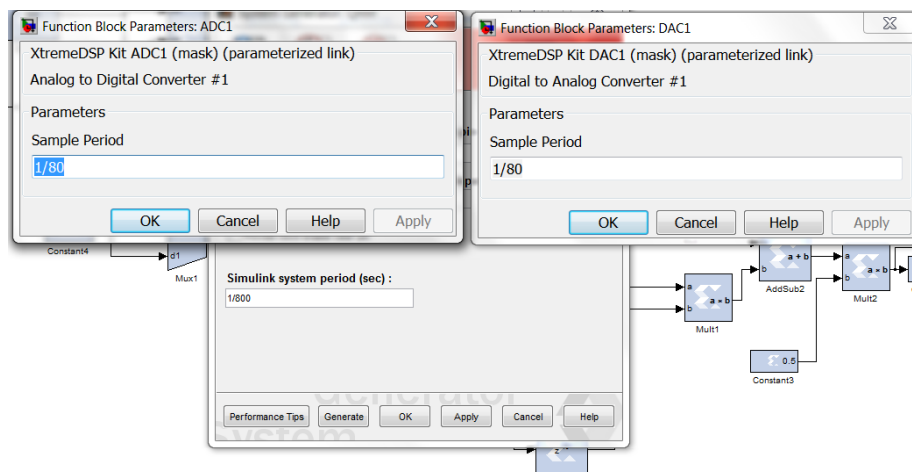 Function Block Parameters: ADC1
XtremeDSP Kit ADC1 (mask) (parameterized link)
Analog to Digital Converter #1
Parameters
Sample Period
1/80
OK Cancel Help Apply
Function Block Parameters: DAC1
XtremeDSP Kit DAC1 (mask) (parameterized link)
Digital to Analog Converter #1
Parameters
Sample Period
1/80
OK Cancel Help Apply
Constant4
d1
Mux1
Simulink system period (sec) :
1/800
Performance Tips Generate OK Apply Cancel Help
Generator
System
a
b
a × b
Mult1
b
a + b
AddSub2
a
b
a × b
Mult2
0.5
Constant3